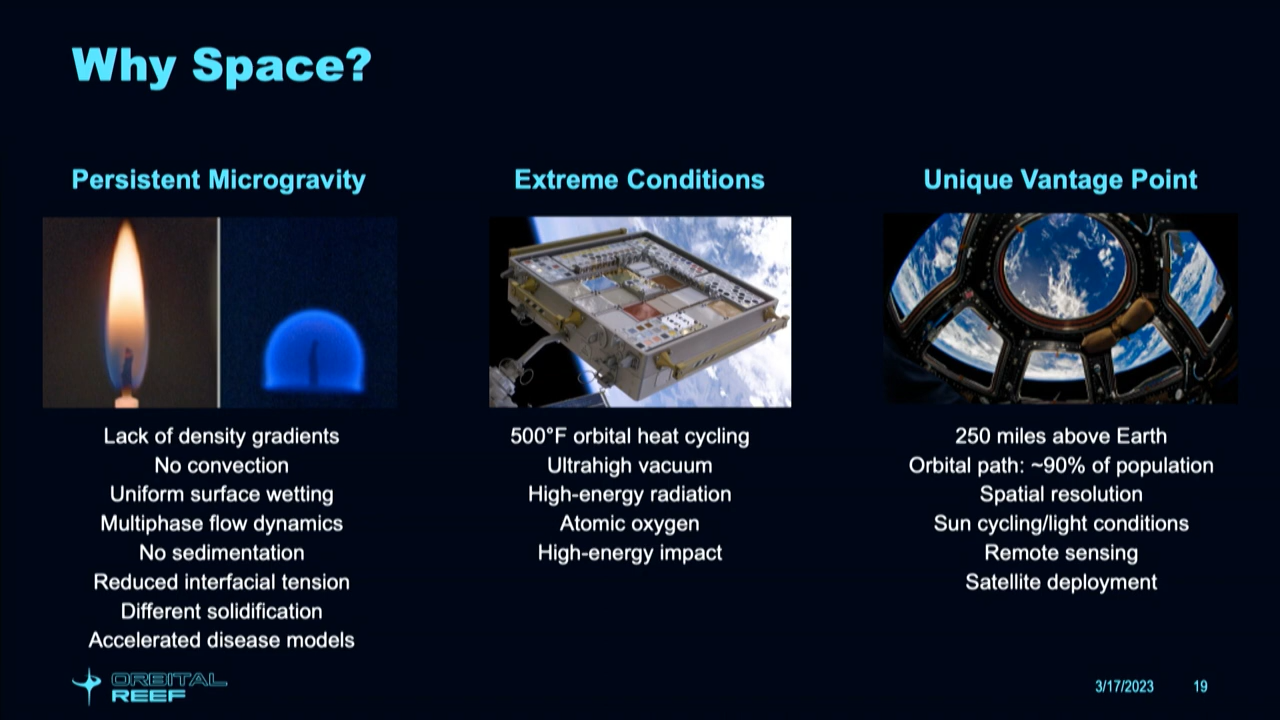 Why Space?
Persistent Microgravity
Lack of density gradients
No convection
Uniform surface wetting
Multiphase flow dynamics
No sedimentation
Reduced interfacial tension
Different solidification
Accelerated disease models
Extreme Conditions
500°F orbital heat cycling
Ultrahigh vacuum
High-energy radiation
Atomic oxygen
High-energy impact
Unique Vantage Point
250 miles above Earth
Orbital path: ~90% of population
Spatial resolution
Sun cycling/light conditions
Remote sensing
Satellite deployment
ORBITAL
REEF
3/17/2023 19